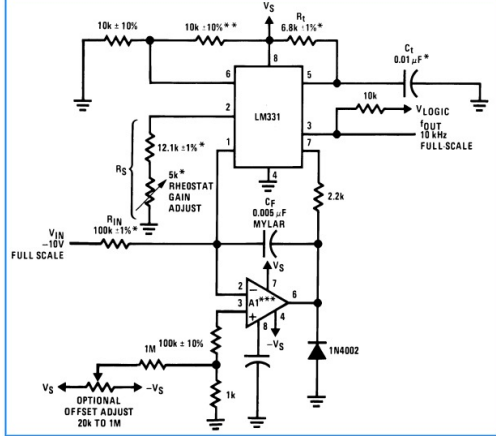 10k ± 10%
10k ±10%**
VS
Rt
6.8k ±1%*
Ct
0.01 µF*
8
6
5
2
LM331
10k
VLOGIC
3
fOUT
10 kHz
FULL-SCALE
1
7
4
RS
12.1k ±1%*
5k*
RHEOSTAT
GAIN
ADJUST
2.2k
CF
0.005 µF
MYLAR
VIN
−10V
FULL SCALE
RIN
100k ±1%*
VS
7
2
−
A1***
6
3
+
4
8
−VS
100k ± 10%
1M
1N4002
VS
−VS
1k
OPTIONAL
OFFSET ADJUST
20k TO 1M